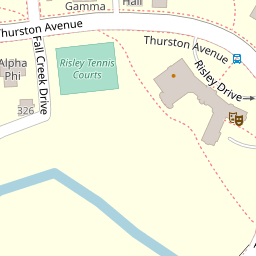 Hall
Gamma
Thurston Avenue
Thurston Avenue
Alpha
Phi
Risley Tennis
Courts
Risley Drive
326
Fall Creek Drive